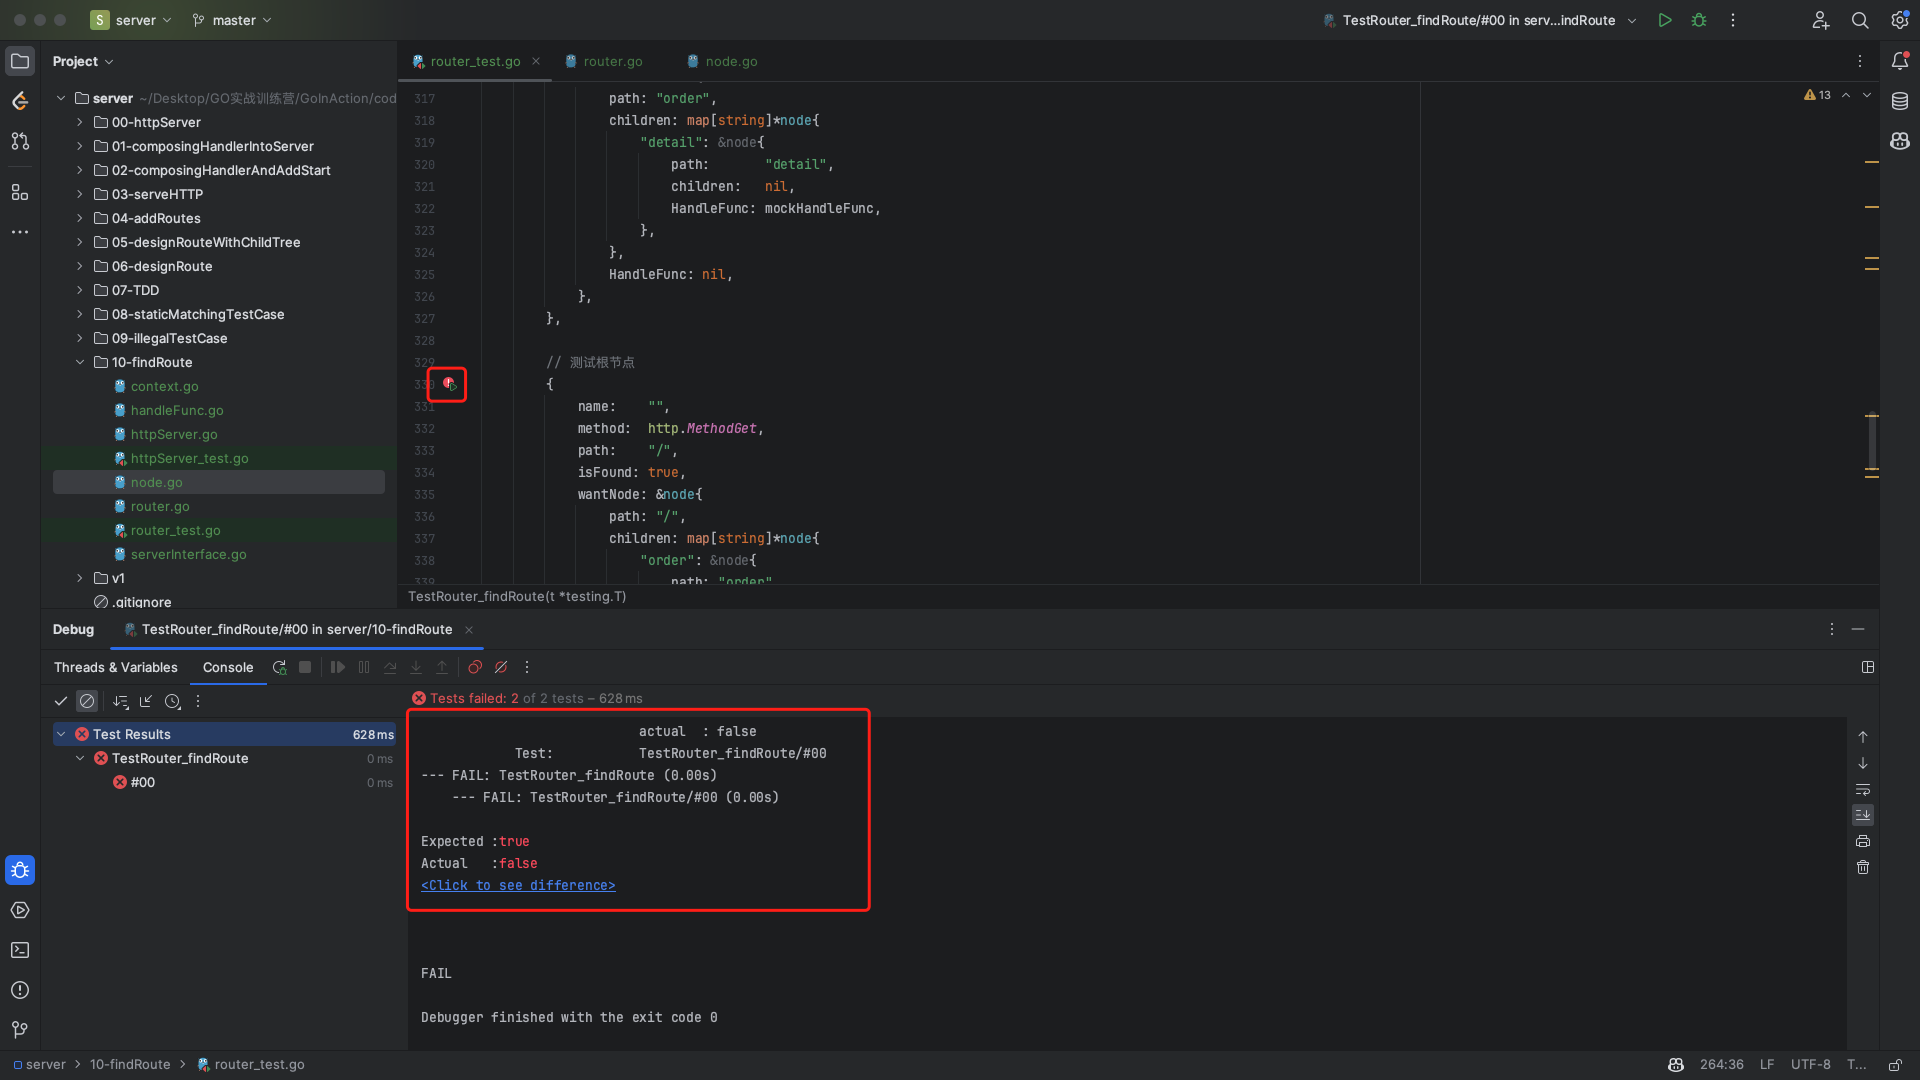 S server master TestRouter_findRoute/#00 in serv...indRoute
Project
router_test.go router.go node.go
server ~/Desktop/GO实战训练营/GoInAction/cod
00-httpServer
01-composingHandlerIntoServer
02-composingHandlerAndAddStart
03-serveHTTP
04-addRoutes
05-designRouteWithChildTree
06-designRoute
07-TDD
08-staticMatchingTestCase
09-illegalTestCase
10-findRoute
context.go
handleFunc.go
httpServer.go
httpServer_test.go
node.go
router.go
router_test.go
serverInterface.go
v1
.gitignore
13
317 path: "order",
318 children: map[string]*node{
319 "detail": &node{
320 path: "detail",
321 children: nil,
322 HandleFunc: mockHandleFunc,
323 },
324 },
325 HandleFunc: nil,
326 },
327 },
328
329 // 测试根节点
330 {
331 name: "",
332 method: http.MethodGet,
333 path: "/",
334 isFound: true,
335 wantNode: &node{
336 path: "/",
337 children: map[string]*node{
338 "order": &node{
339 path: "order"
TestRouter_findRoute(t *testing.T)
Debug TestRouter_findRoute/#00 in server/10-findRoute
Threads & Variables Console
Tests failed: 2 of 2 tests – 628 ms
Test Results 628 ms
TestRouter_findRoute 0 ms
#00 0 ms
actual : false
Test: TestRouter_findRoute/#00
--- FAIL: TestRouter_findRoute (0.00s)
--- FAIL: TestRouter_findRoute/#00 (0.00s)
Expected :true
Actual :false
<Click to see difference>
FAIL
Debugger finished with the exit code 0
server 10-findRoute router_test.go 264:36 LF UTF-8 T...